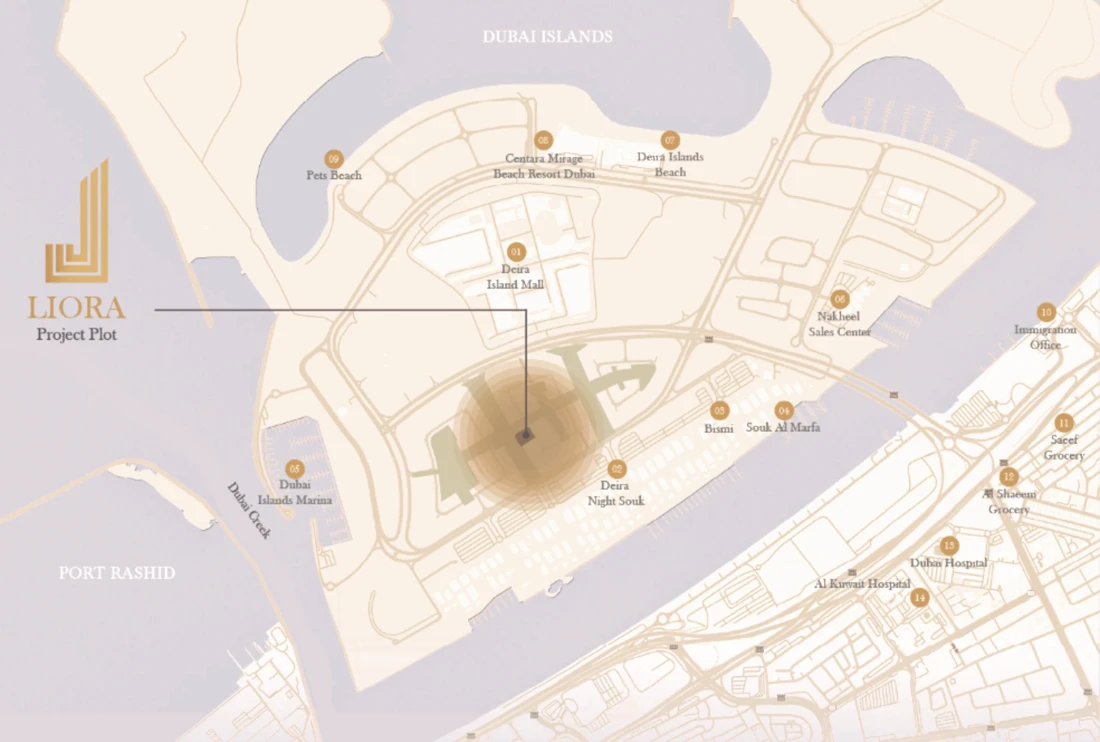 DUBAI ISLANDS
09
Pets Beach
08
Centara Mirage
Beach Resort Dubai
07
Deira Islands
Beach
01
Deira
Island Mall
LIORA
Project Plot
06
Nakheel
Sales Center
10
Immigration
Office
03
Bismi
04
Souk Al Marfa
11
Saeef
Grocery
05
Dubai
Islands Marina
02
Deira
Night Souk
12
Al Shaeem
Grocery
Dubai Creek
13
Dubai Hospital
PORT RASHID
Al Kuwait Hospital
14